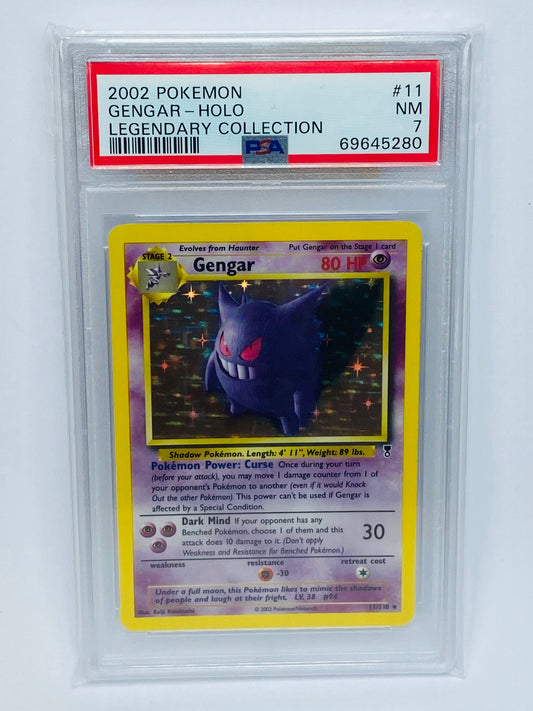 2002 POKEMON #11
GENGAR-HOLO NM
LEGENDARY COLLECTION 7
PSA 69645280
Evolves from Haunter Put Gengar on the Stage 1 card
STAGE 2
Gengar 80 HP
Shadow Pokémon. Length: 4' 11", Weight: 89 lbs.
Pokémon Power: Curse Once during your turn
(before your attack), you may move 1 damage counter from 1 of
your opponent's Pokémon to another (even if it would Knock
Out the other Pokémon). This power can't be used if Gengar is
affected by a Special Condition.
Dark Mind If your opponent has any
Benched Pokémon, choose 1 of them and this
attack does 10 damage to it. (Don't apply
Weakness and Resistance for Benched Pokémon.)
30
weakness resistance retreat cost
-30
Under a full moon, this Pokémon likes to mimic the shadows
of people and laugh at their fright. LV. 38 #94
Illus. Keiji Kinebuchi ©2002 Pokémon/Nintendo 11/110